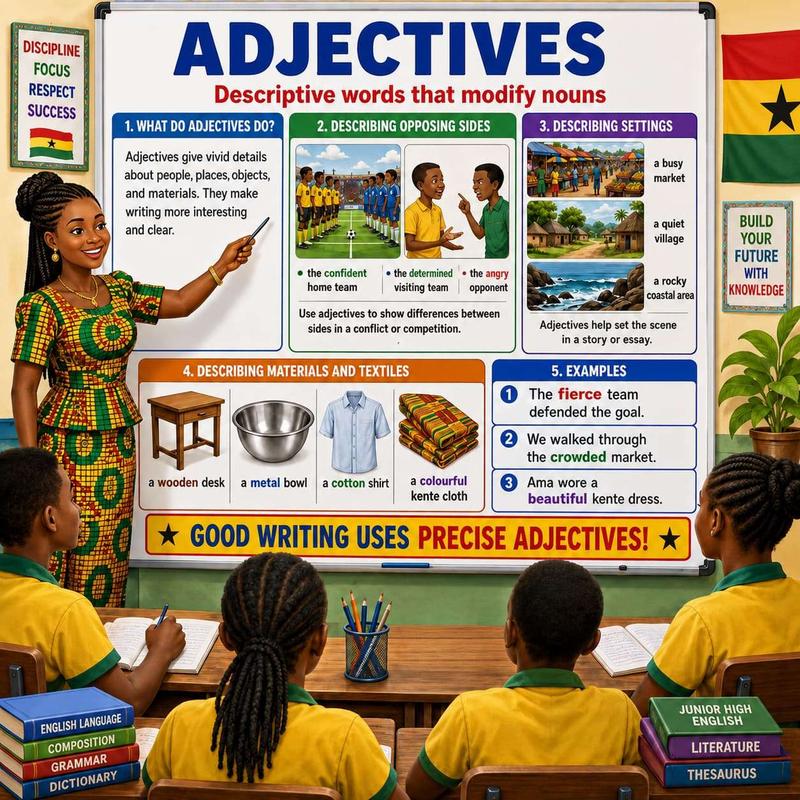 DISCIPLINE
FOCUS
RESPECT
SUCCESS
ADJECTIVES
Descriptive words that modify nouns
1. WHAT DO ADJECTIVES DO?
Adjectives give vivid details
about people, places, objects,
and materials. They make
writing more interesting
and clear.
2. DESCRIBING OPPOSING SIDES
• the confident
home team
• the determined
visiting team
• the angry
opponent
Use adjectives to show differences between
sides in a conflict or competition.
3. DESCRIBING SETTINGS
a busy
market
a quiet
village
a rocky
coastal area
Adjectives help set the scene
in a story or essay.
4. DESCRIBING MATERIALS AND TEXTILES
a wooden desk
a metal bowl
a cotton shirt
a colourful
kente cloth
5. EXAMPLES
1 The fierce team
defended the goal.
2 We walked through
the crowded market.
3 Ama wore a
beautiful kente dress.
★ GOOD WRITING USES PRECISE ADJECTIVES! ★
BUILD
YOUR
FUTURE
WITH
KNOWLEDGE
ENGLISH LANGUAGE
COMPOSITION
GRAMMAR
DICTIONARY
JUNIOR HIGH
ENGLISH
LITERATURE
THESAURUS